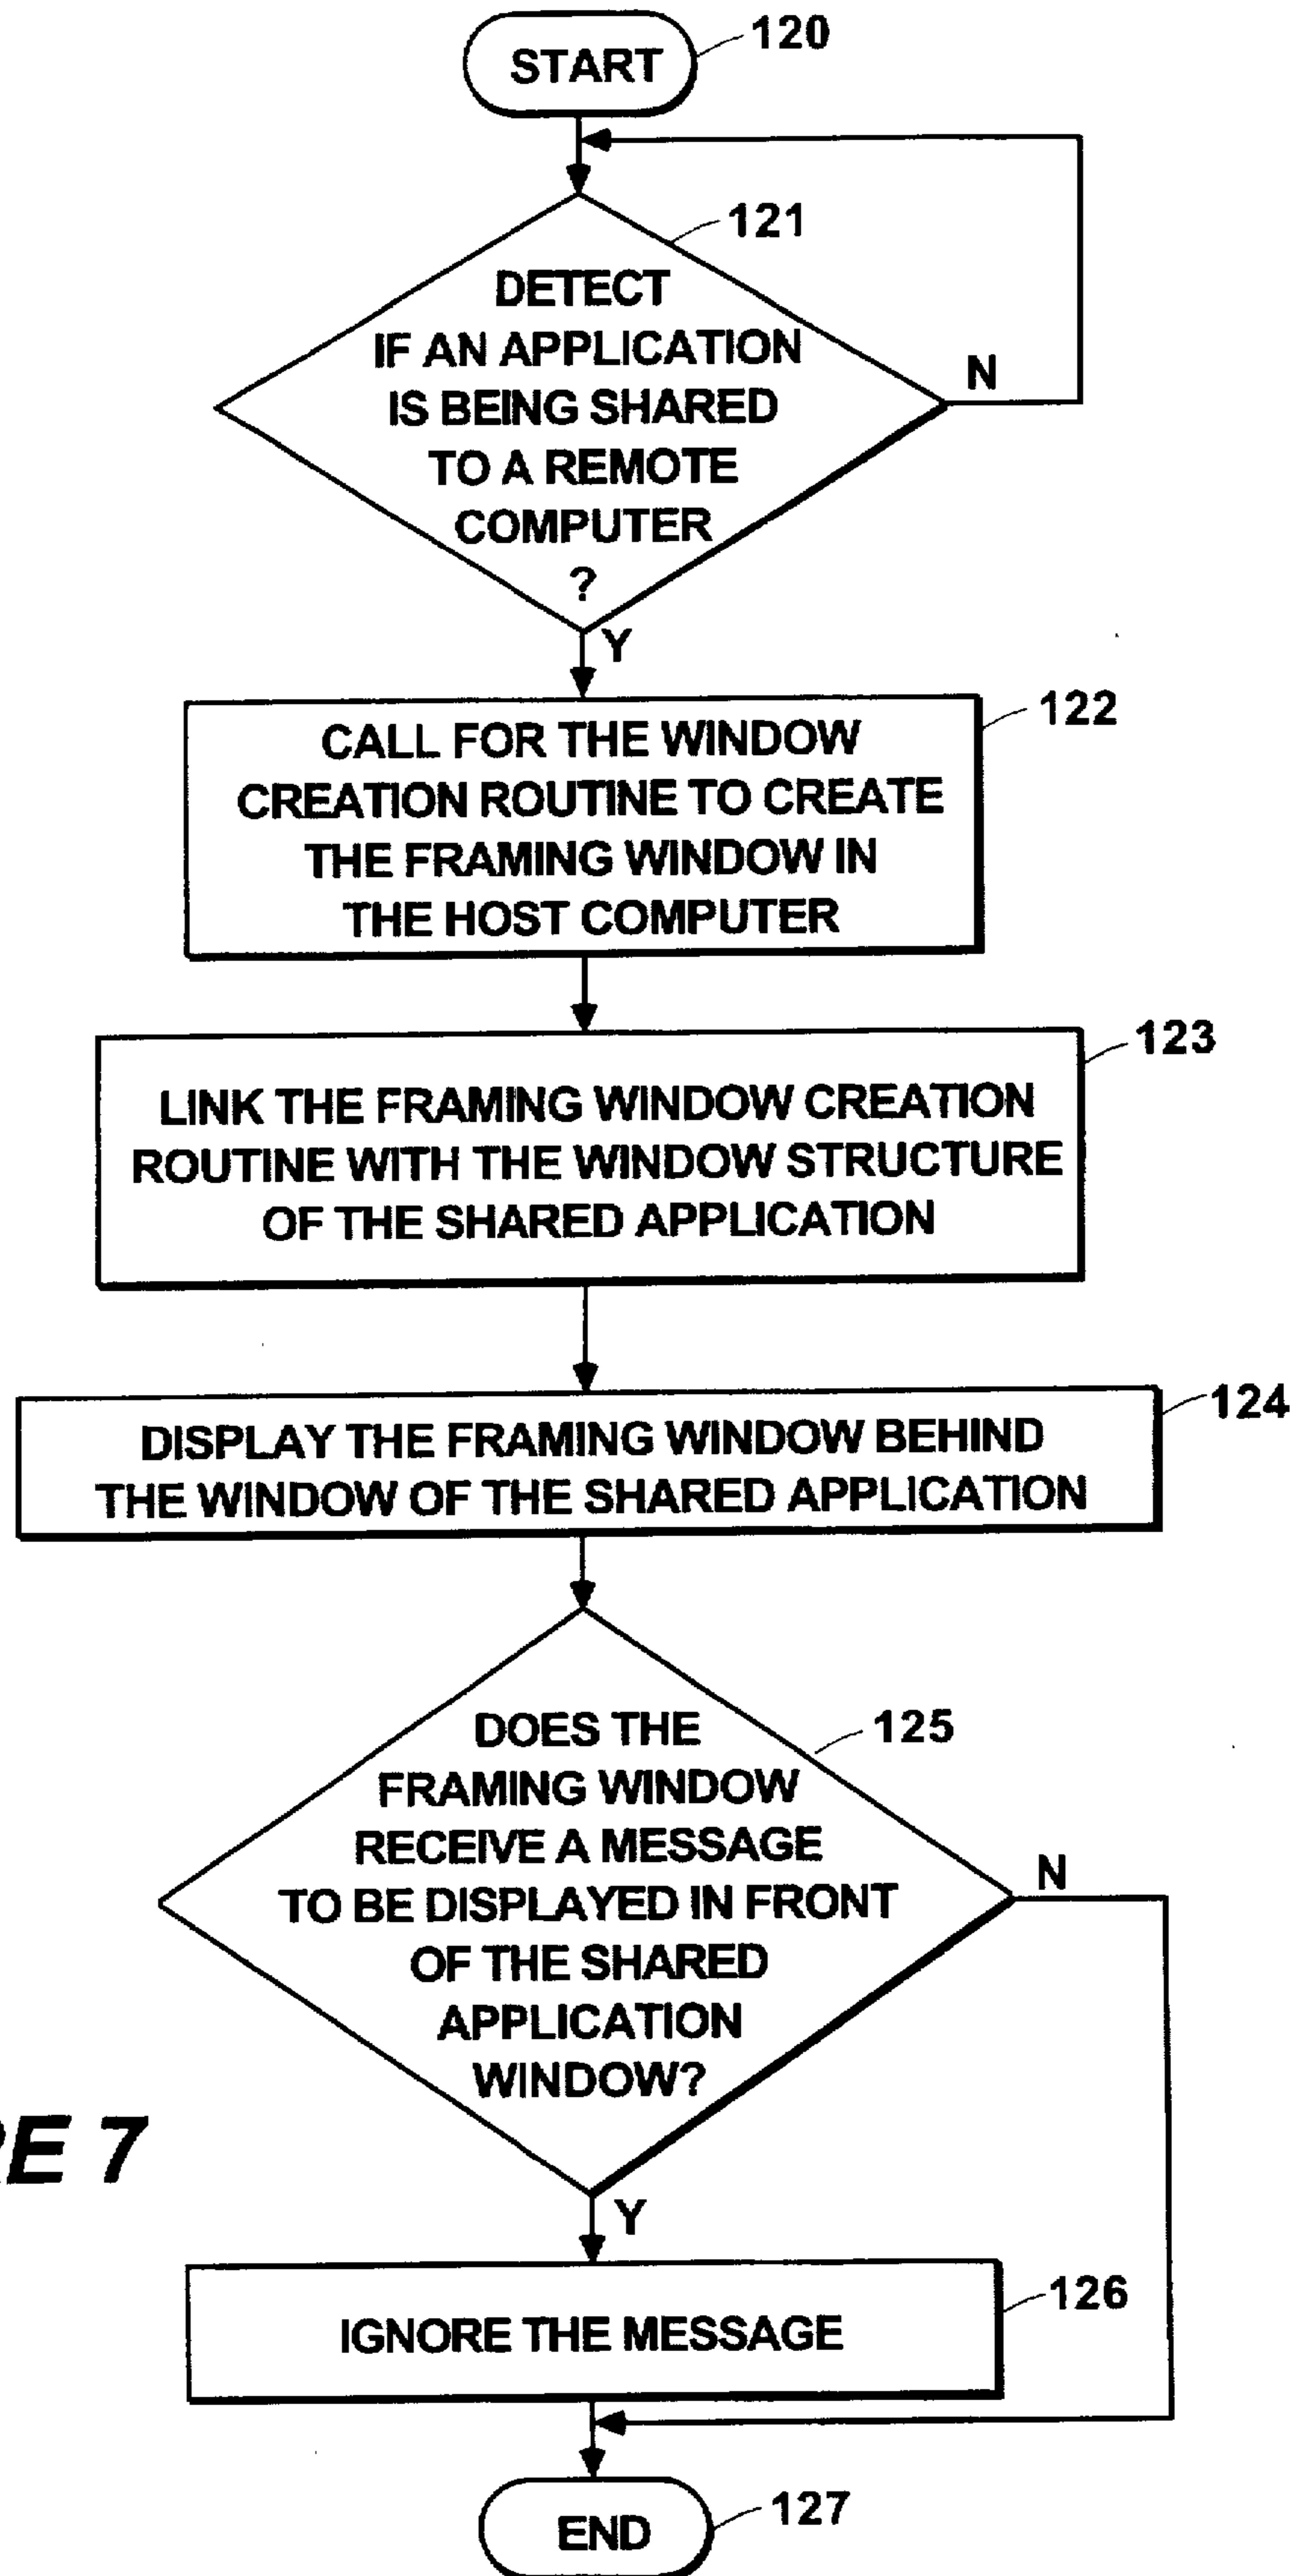 START
120
121
DETECT
IF AN APPLICATION
IS BEING SHARED
TO A REMOTE
COMPUTER
?
N
Y
122
CALL FOR THE WINDOW
CREATION ROUTINE TO CREATE
THE FRAMING WINDOW IN
THE HOST COMPUTER
123
LINK THE FRAMING WINDOW CREATION
ROUTINE WITH THE WINDOW STRUCTURE
OF THE SHARED APPLICATION
124
DISPLAY THE FRAMING WINDOW BEHIND
THE WINDOW OF THE SHARED APPLICATION
125
DOES THE
FRAMING WINDOW
RECEIVE A MESSAGE
TO BE DISPLAYED IN FRONT
OF THE SHARED
APPLICATION
WINDOW?
N
Y
RE 7
126
IGNORE THE MESSAGE
END
127